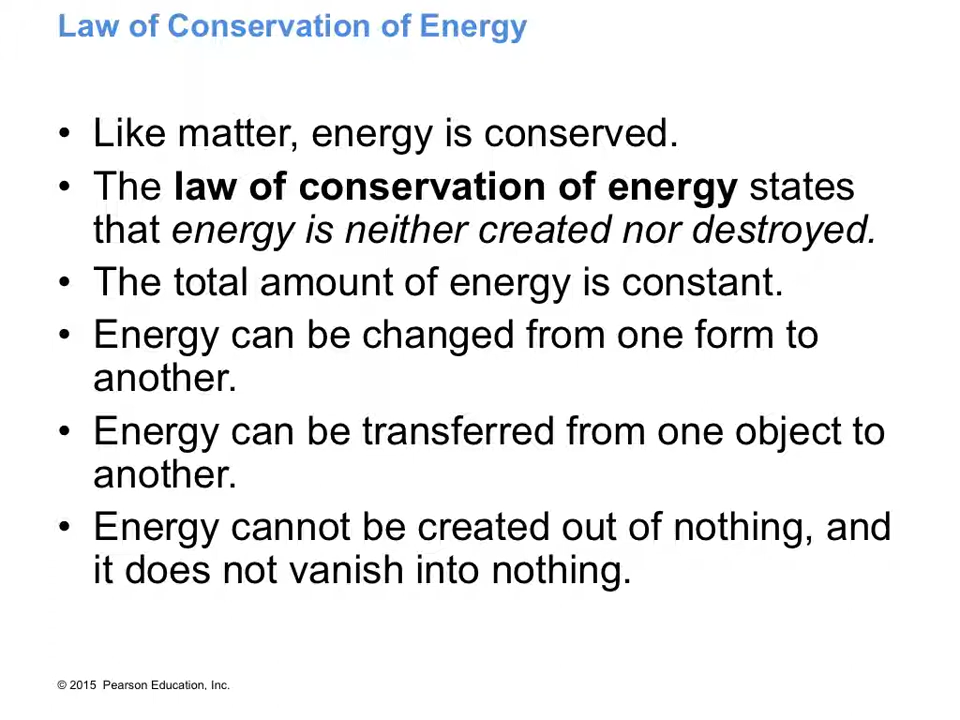 Law of Conservation of Energy
• Like matter, energy is conserved.
• The law of conservation of energy states
that energy is neither created nor destroyed.
• The total amount of energy is constant.
• Energy can be changed from one form to
another.
• Energy can be transferred from one object to
another.
• Energy cannot be created out of nothing, and
it does not vanish into nothing.
© 2015 Pearson Education, Inc.